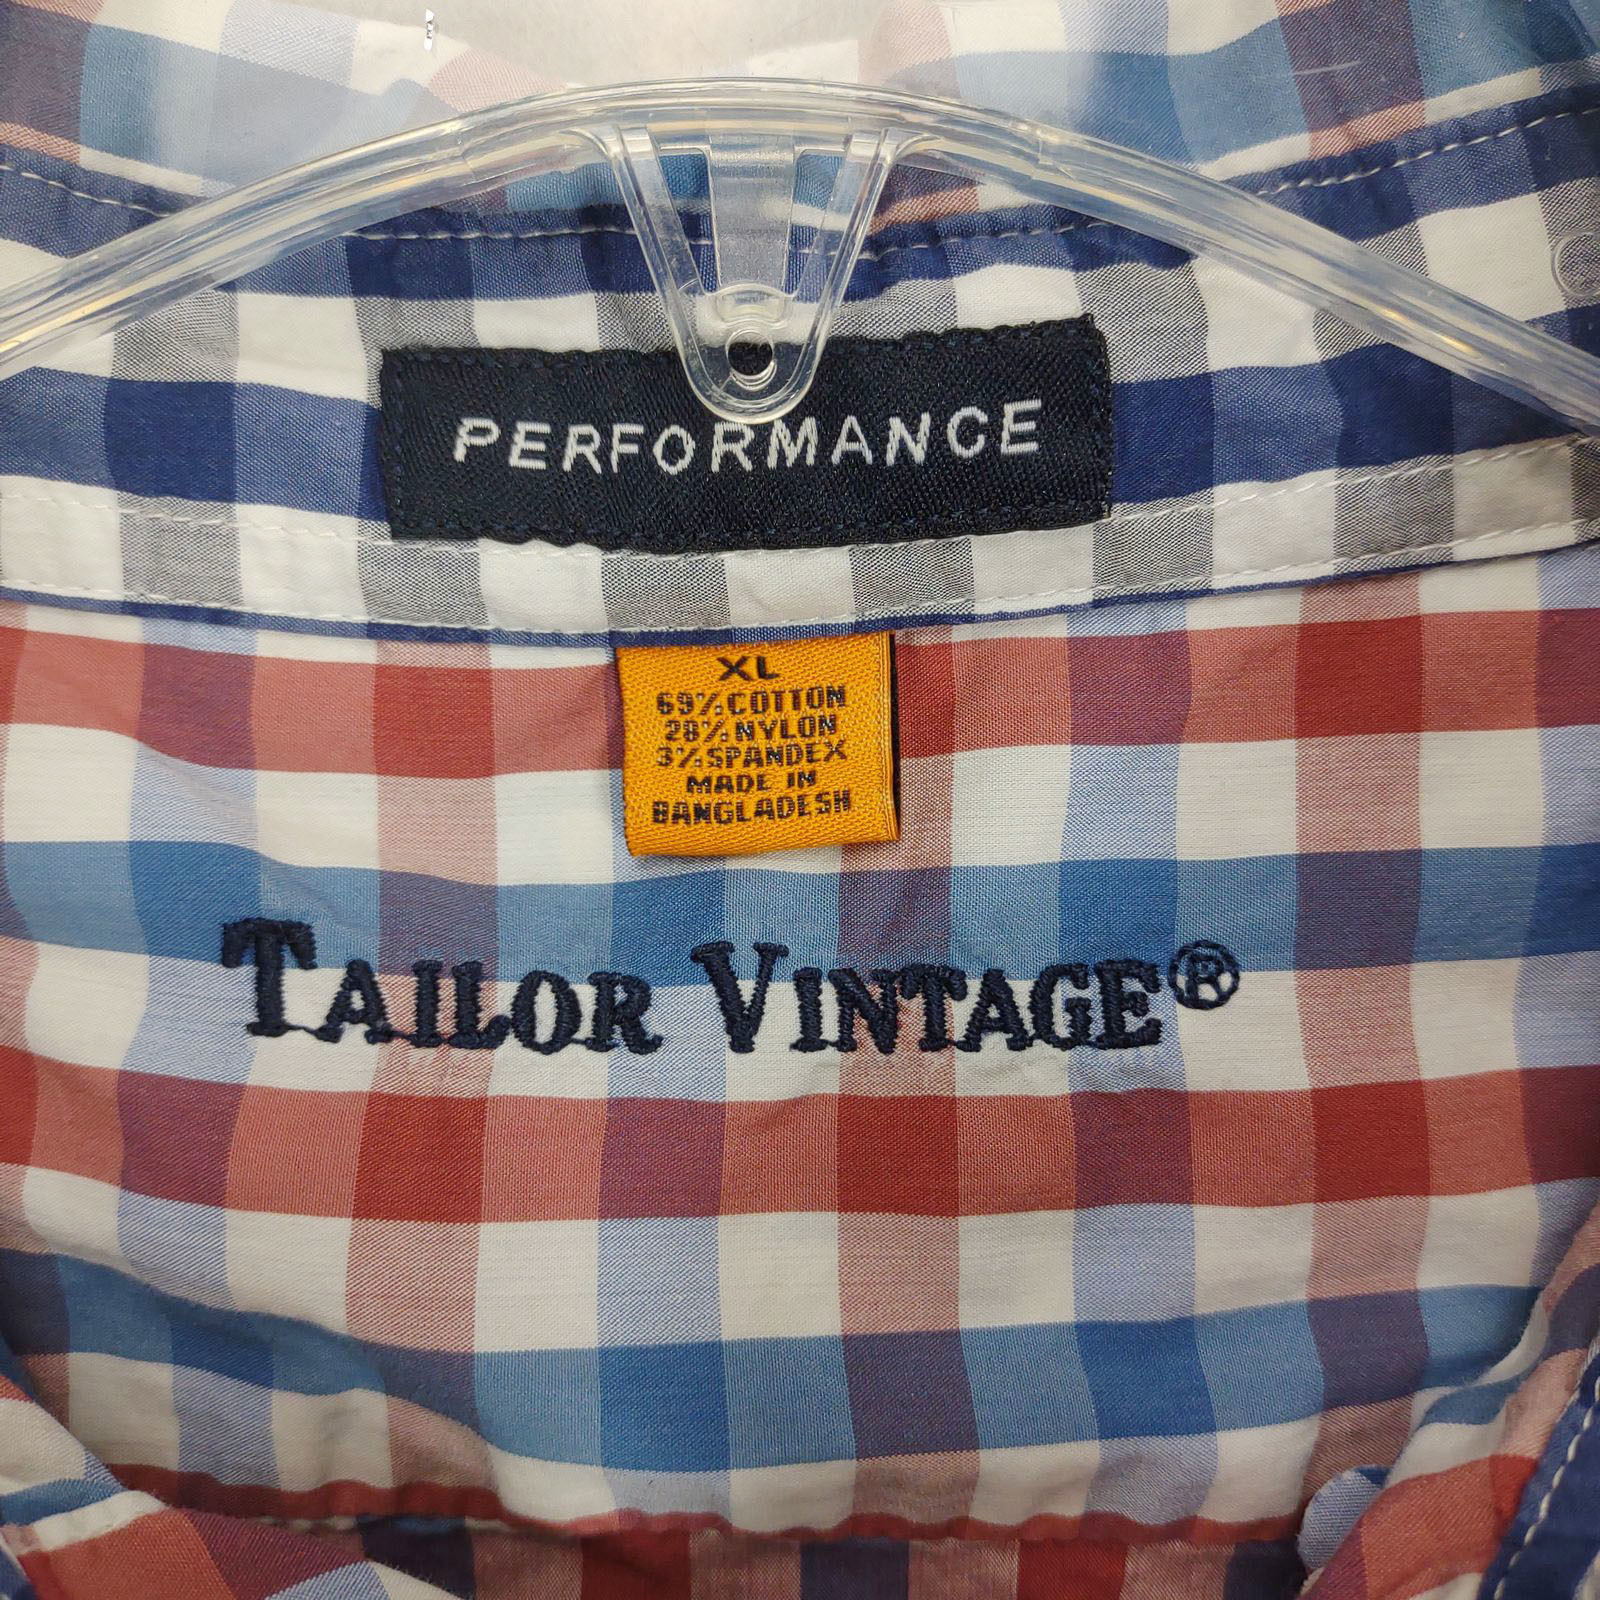 PERFORMANCE
XL
69% COTTON
28% NYLON
3% SPANDEX
MADE IN
BANGLADESH
TAILOR VINTAGE®